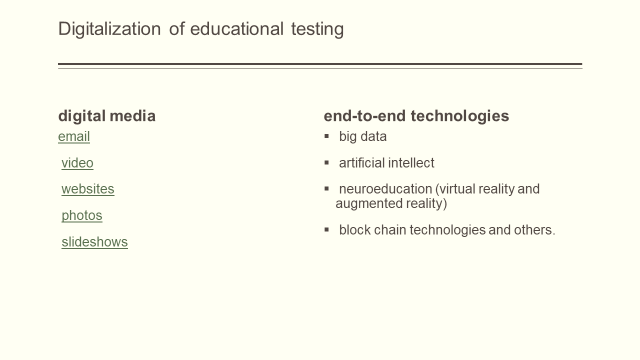 Digitalization of educational testing
digital media
email
video
websites
photos
slideshows
end-to-end technologies
▪ big data
▪ artificial intellect
▪ neuroeducation (virtual reality and
augmented reality)
▪ block chain technologies and others.